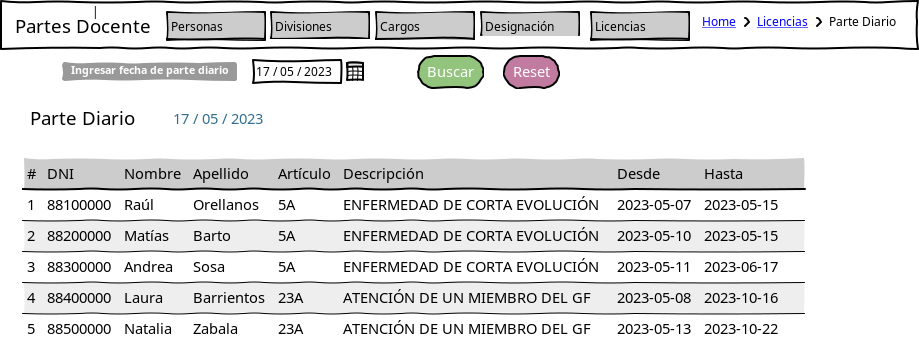 Partes Docente Personas Divisiones Cargos Designación Licencias Home Licencias Parte Diario
Ingresar fecha de parte diario 17 / 05 / 2023 Buscar Reset
Parte Diario 17 / 05 / 2023
# DNI Nombre Apellido Artículo Descripción Desde Hasta
1 88100000 Raúl Orellanos 5A ENFERMEDAD DE CORTA EVOLUCIÓN 2023-05-07 2023-05-15
2 88200000 Matías Barto 5A ENFERMEDAD DE CORTA EVOLUCIÓN 2023-05-10 2023-05-15
3 88300000 Andrea Sosa 5A ENFERMEDAD DE CORTA EVOLUCIÓN 2023-05-11 2023-06-17
4 88400000 Laura Barrientos 23A ATENCIÓN DE UN MIEMBRO DEL GF 2023-05-08 2023-10-16
5 88500000 Natalia Zabala 23A ATENCIÓN DE UN MIEMBRO DEL GF 2023-05-13 2023-10-22